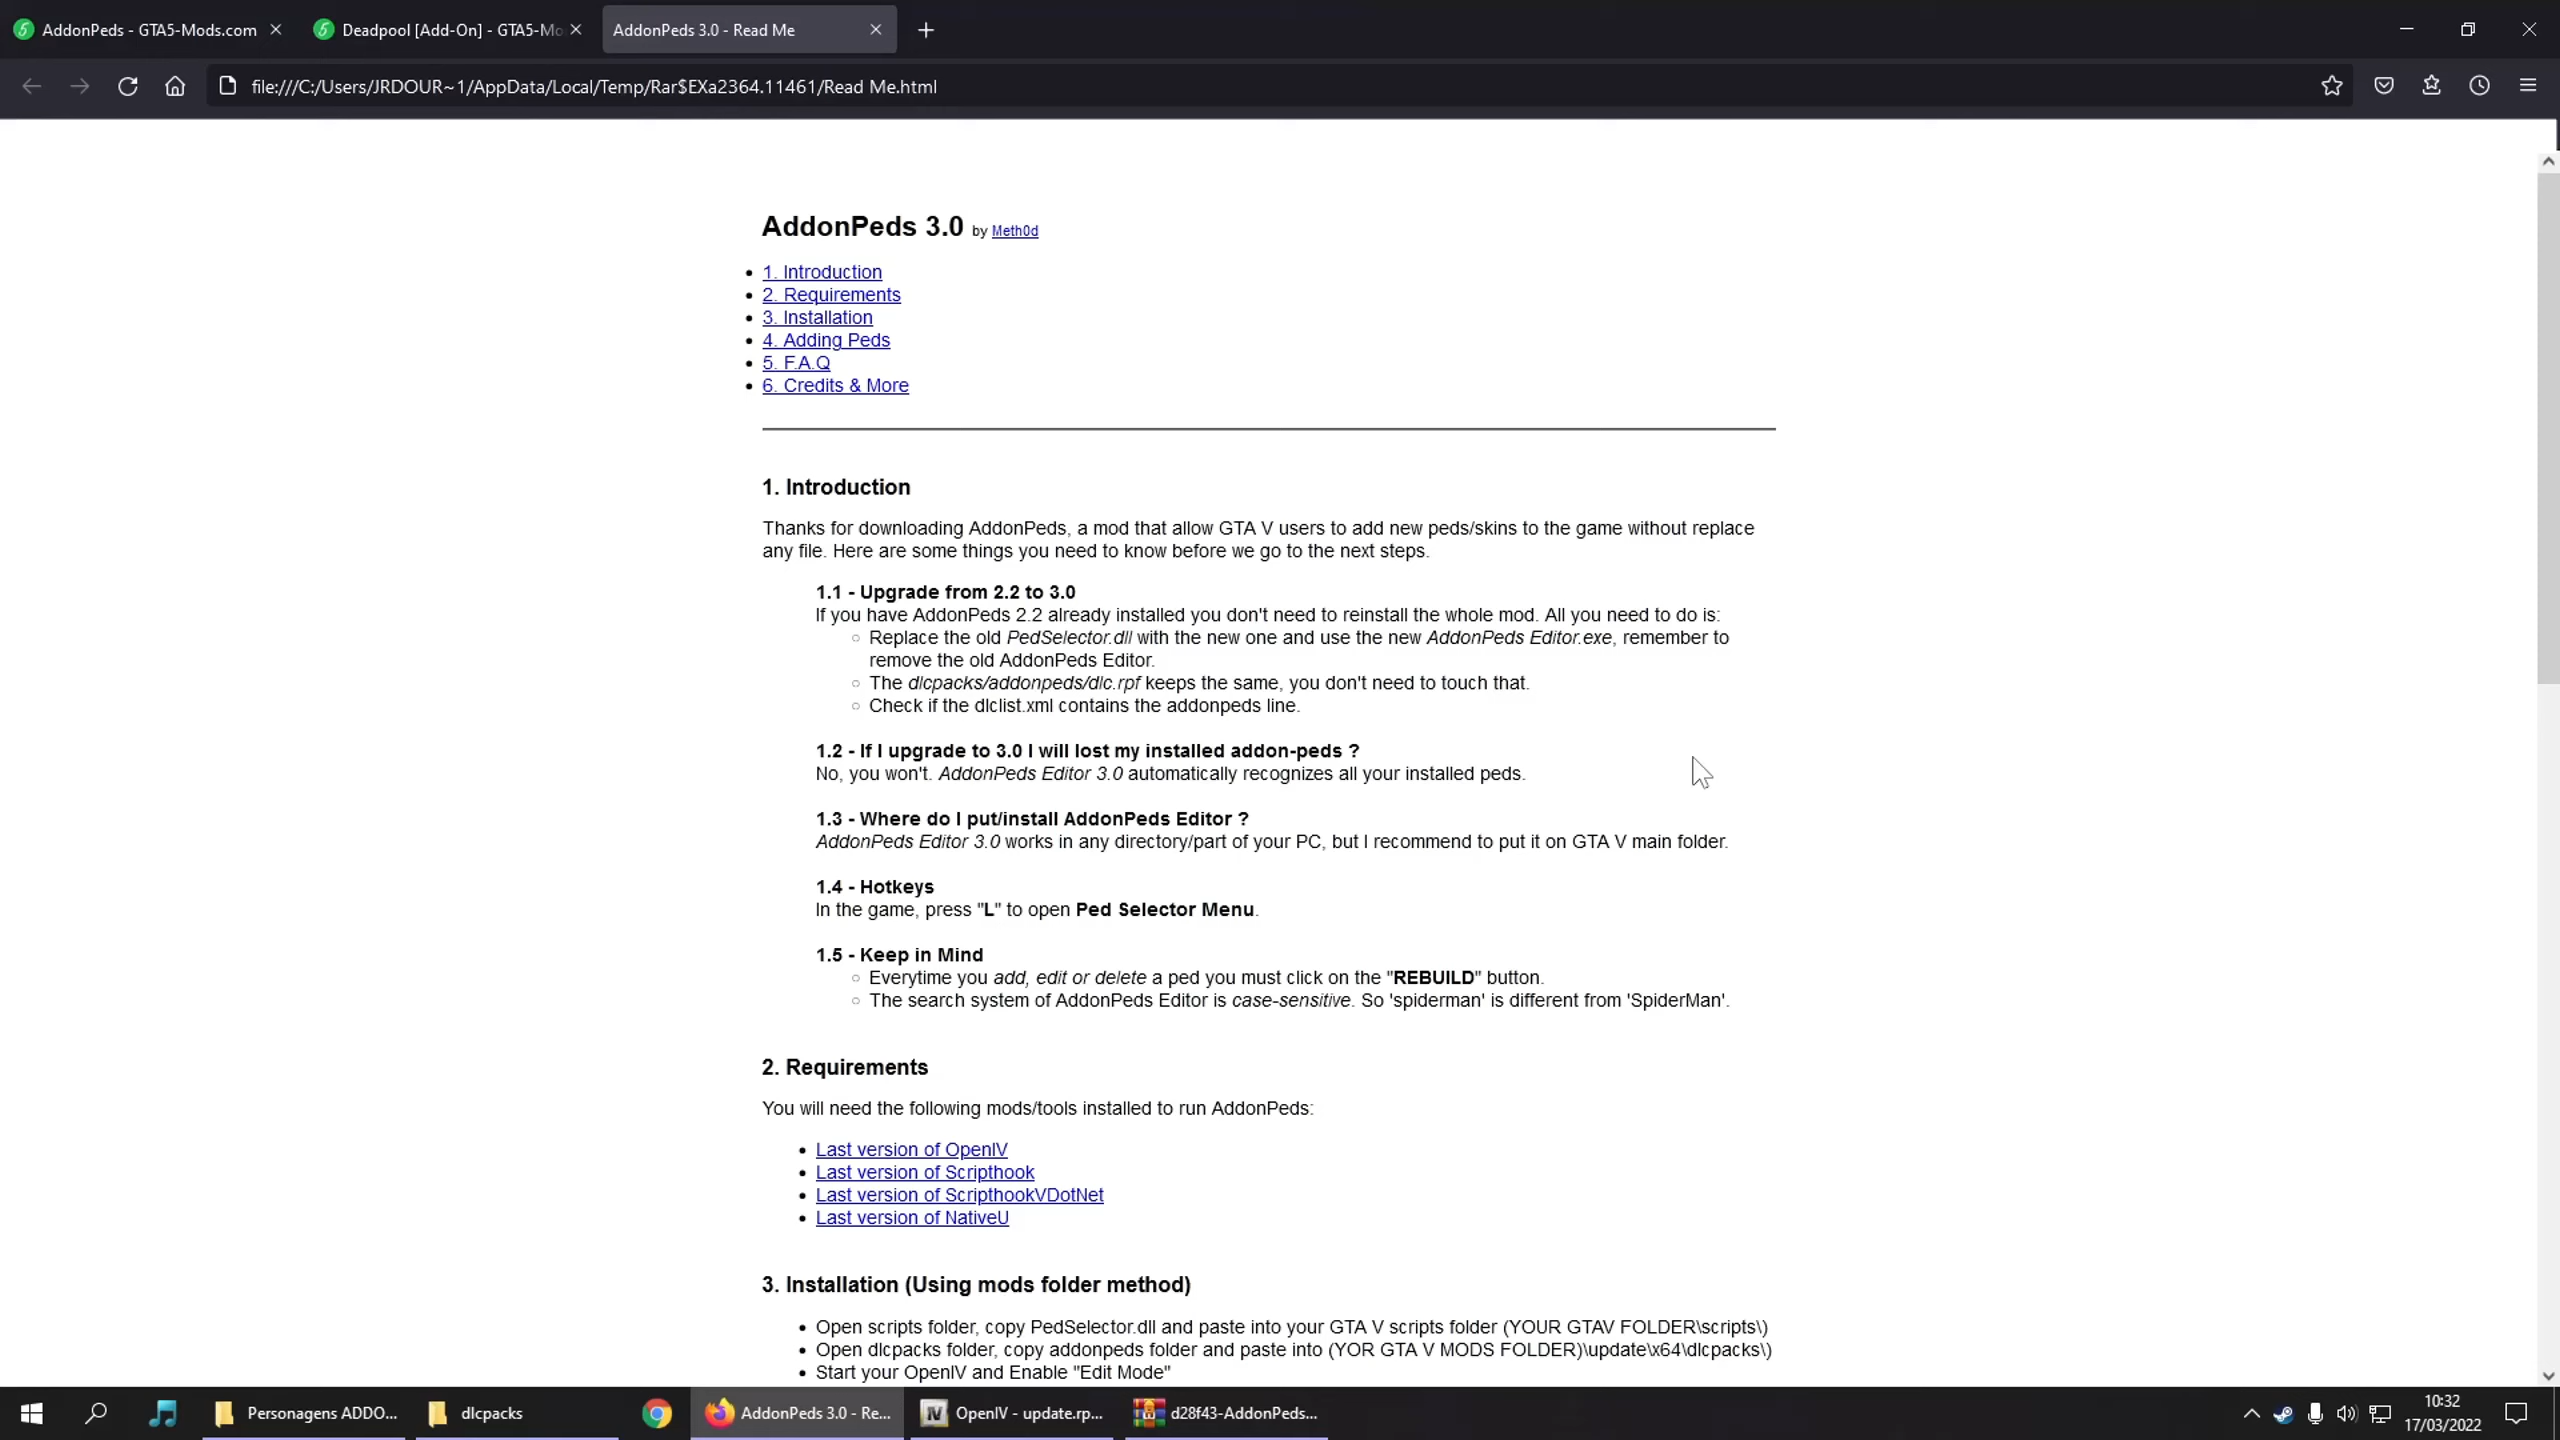 AddonPeds - GTA5-Mods.com
Deadpool [Add-On] - GTA5-Mo
AddonPeds 3.0 - Read Me
file:///C:/Users/JRDOUR~1/AppData/Local/Temp/Rar$EXa2364.11461/Read Me.html
AddonPeds 3.0 by Meth0d
• 1. Introduction
• 2. Requirements
• 3. Installation
• 4. Adding Peds
• 5. F.A.Q
• 6. Credits & More
1. Introduction
Thanks for downloading AddonPeds, a mod that allow GTA V users to add new peds/skins to the game without replace
any file. Here are some things you need to know before we go to the next steps.
1.1 - Upgrade from 2.2 to 3.0
If you have AddonPeds 2.2 already installed you don't need to reinstall the whole mod. All you need to do is:
○ Replace the old PedSelector.dll with the new one and use the new AddonPeds Editor.exe, remember to
remove the old AddonPeds Editor.
○ The dlcpacks/addonpeds/dlc.rpf keeps the same, you don't need to touch that.
○ Check if the dlclist.xml contains the addonpeds line.
1.2 - If I upgrade to 3.0 I will lost my installed addon-peds ?
No, you won't. AddonPeds Editor 3.0 automatically recognizes all your installed peds.
1.3 - Where do I put/install AddonPeds Editor ?
AddonPeds Editor 3.0 works in any directory/part of your PC, but I recommend to put it on GTA V main folder.
1.4 - Hotkeys
In the game, press "L" to open Ped Selector Menu.
1.5 - Keep in Mind
○ Everytime you add, edit or delete a ped you must click on the "REBUILD" button.
○ The search system of AddonPeds Editor is case-sensitive. So 'spiderman' is different from 'SpiderMan'.
2. Requirements
You will need the following mods/tools installed to run AddonPeds:
• Last version of OpenIV
• Last version of Scripthook
• Last version of ScripthookVDotNet
• Last version of NativeU
3. Installation (Using mods folder method)
• Open scripts folder, copy PedSelector.dll and paste into your GTA V scripts folder (YOUR GTAV FOLDER\scripts\)
• Open dlcpacks folder, copy addonpeds folder and paste into (YOR GTA V MODS FOLDER)\update\x64\dlcpacks\)
• Start your OpenIV and Enable "Edit Mode"
Personagens ADDO...
dlcpacks
AddonPeds 3.0 - Re...
OpenIV - update.rp...
d28f43-AddonPeds...
10:32
17/03/2022